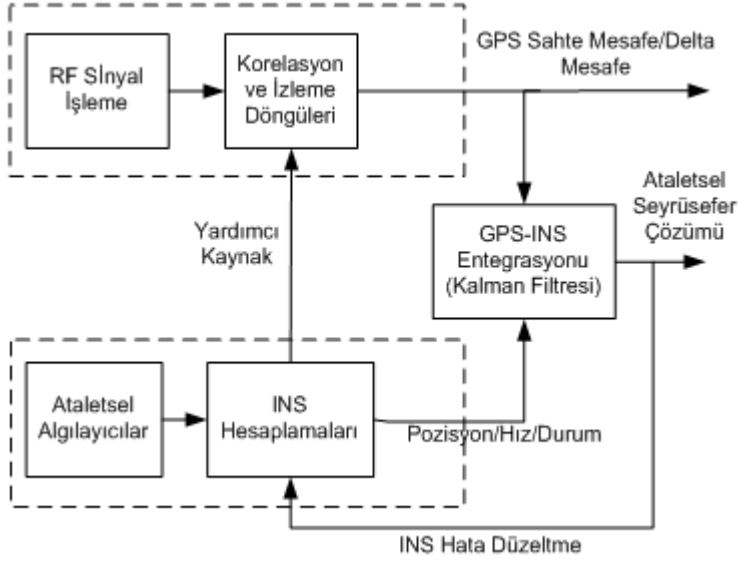 RF Sİnyal
İşleme
Korelasyon
ve İzleme
Döngüleri
GPS Sahte Mesafe/Delta
Mesafe
Ataletsel
Seyrüsefer
Çözümü
GPS-INS
Entegrasyonu
(Kalman Filtresi)
Yardımcı
Kaynak
Ataletsel
Algılayıcılar
INS
Hesaplamaları
Pozisyon/Hız/Durum
INS Hata Düzeltme